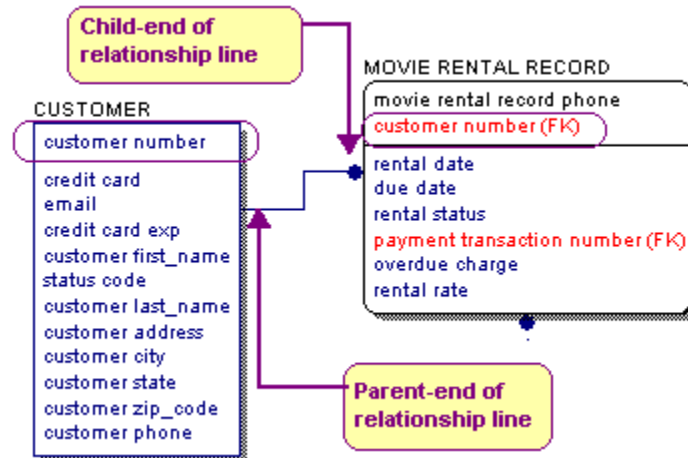 Child-end of
relationship line
MOVIE RENTAL RECORD
movie rental record phone
customer number (FK)
rental date
due date
rental status
payment transaction number (FK)
overdue charge
rental rate
CUSTOMER
customer number
credit card
email
credit card exp
customer first_name
status code
customer last_name
customer address
customer city
customer state
customer zip_code
customer phone
Parent-end of
relationship line